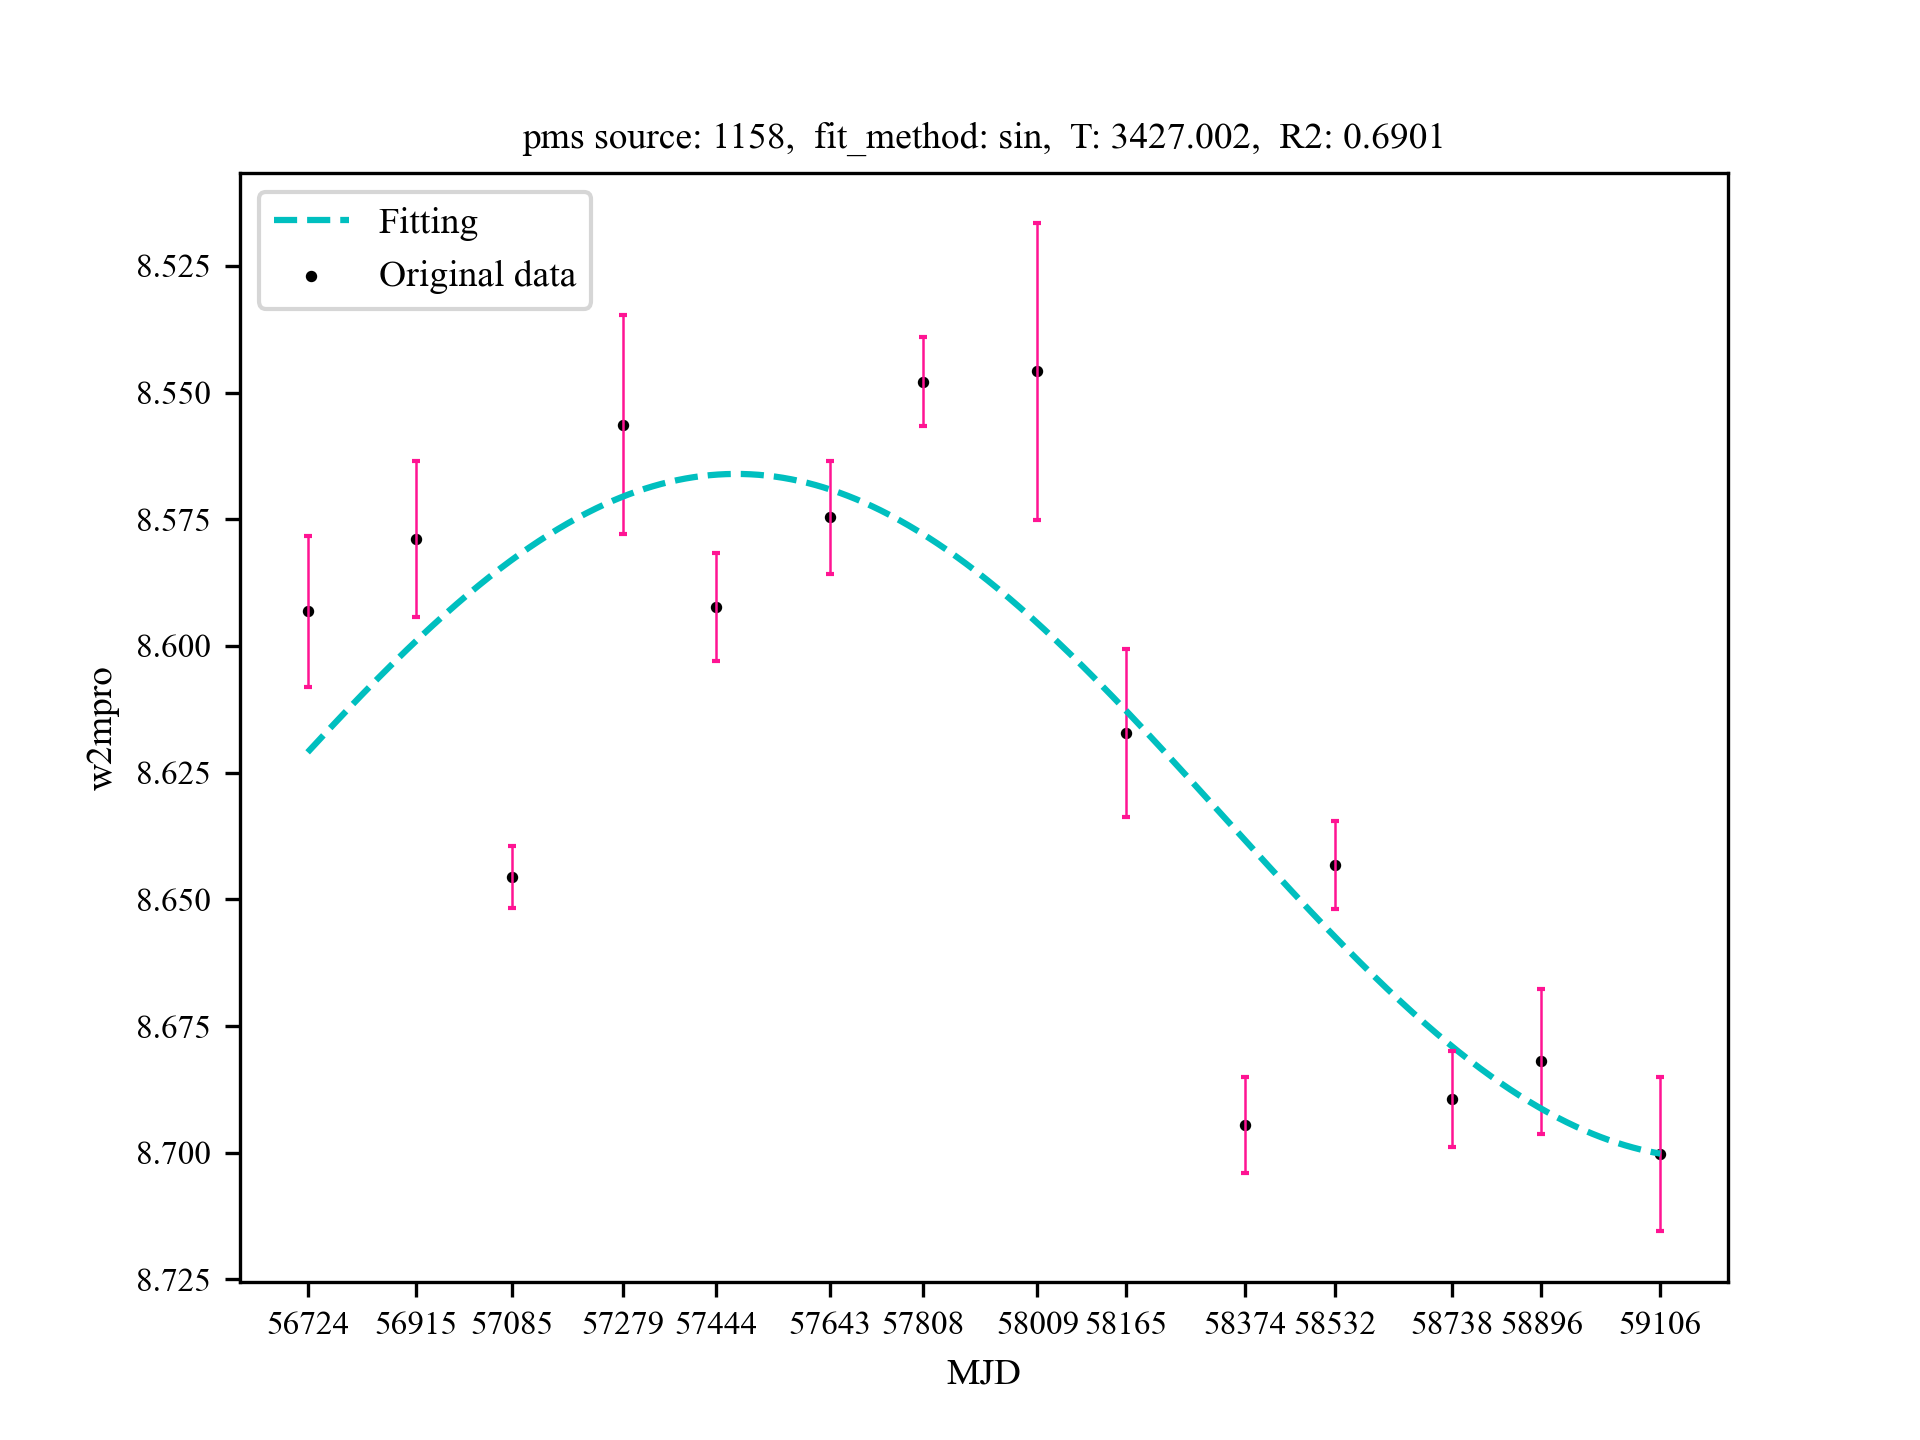 pms source: 1158, fit_method: sin, T: 3427.002, R2: 0.6901
Fitting
Original data
8.525
8.550
8.575
8.600
8.625
8.650
8.675
8.700
8.725
w2mpro
56724 56915 57085 57279 57444 57643 57808 58009 58165 58374 58532 58738 58896 59106
MJD